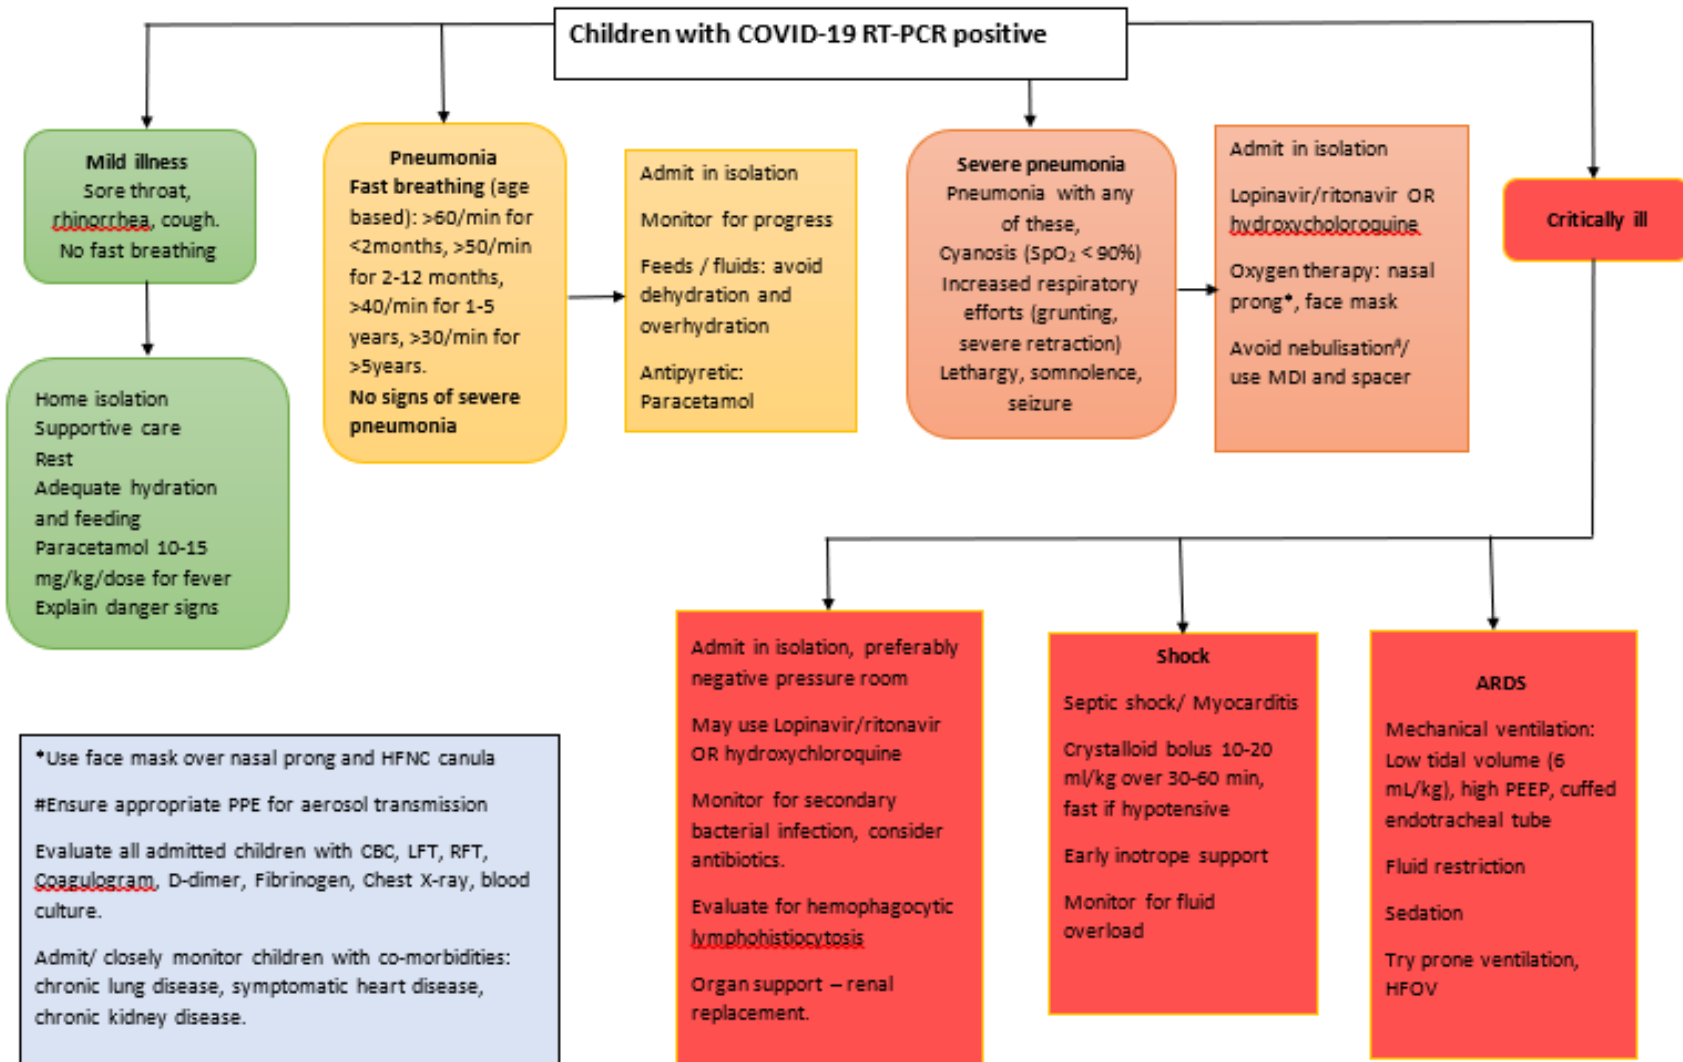 Children with COVID-19 RT-PCR positive
Mild illness
Sore throat,
rhinorrhea, cough.
No fast breathing
Home isolation
Supportive care
Rest
Adequate hydration
and feeding
Paracetamol 10-15
mg/kg/dose for fever
Explain danger signs
Pneumonia
Fast breathing (age
based): >60/min for
<2months, >50/min
for 2-12 months,
>40/min for 1-5
years, >30/min for
>5years.
No signs of severe
pneumonia
Admit in isolation
Monitor for progress
Feeds / fluids: avoid
dehydration and
overhydration
Antipyretic:
Paracetamol
Severe pneumonia
Pneumonia with any
of these,
Cyanosis (SpO₂ < 90%)
Increased respiratory
efforts (grunting,
severe retraction)
Lethargy, somnolence,
seizure
Admit in isolation
Lopinavir/ritonavir OR
hydroxycholoroquine
Oxygen therapy: nasal
prong*, face mask
Avoid nebulisation#/
use MDI and spacer
Critically ill
Admit in isolation, preferably
negative pressure room
May use Lopinavir/ritonavir
OR hydroxychloroquine
Monitor for secondary
bacterial infection, consider
antibiotics.
Evaluate for hemophagocytic
lymphohistiocytosis
Organ support – renal
replacement.
Shock
Septic shock/ Myocarditis
Crystalloid bolus 10-20
ml/kg over 30-60 min,
fast if hypotensive
Early inotrope support
Monitor for fluid
overload
ARDS
Mechanical ventilation:
Low tidal volume (6
mL/kg), high PEEP, cuffed
endotracheal tube
Fluid restriction
Sedation
Try prone ventilation,
HFOV
*Use face mask over nasal prong and HFNC canula
#Ensure appropriate PPE for aerosol transmission
Evaluate all admitted children with CBC, LFT, RFT,
Coagulogram, D-dimer, Fibrinogen, Chest X-ray, blood
culture.
Admit/ closely monitor children with co-morbidities:
chronic lung disease, symptomatic heart disease,
chronic kidney disease.